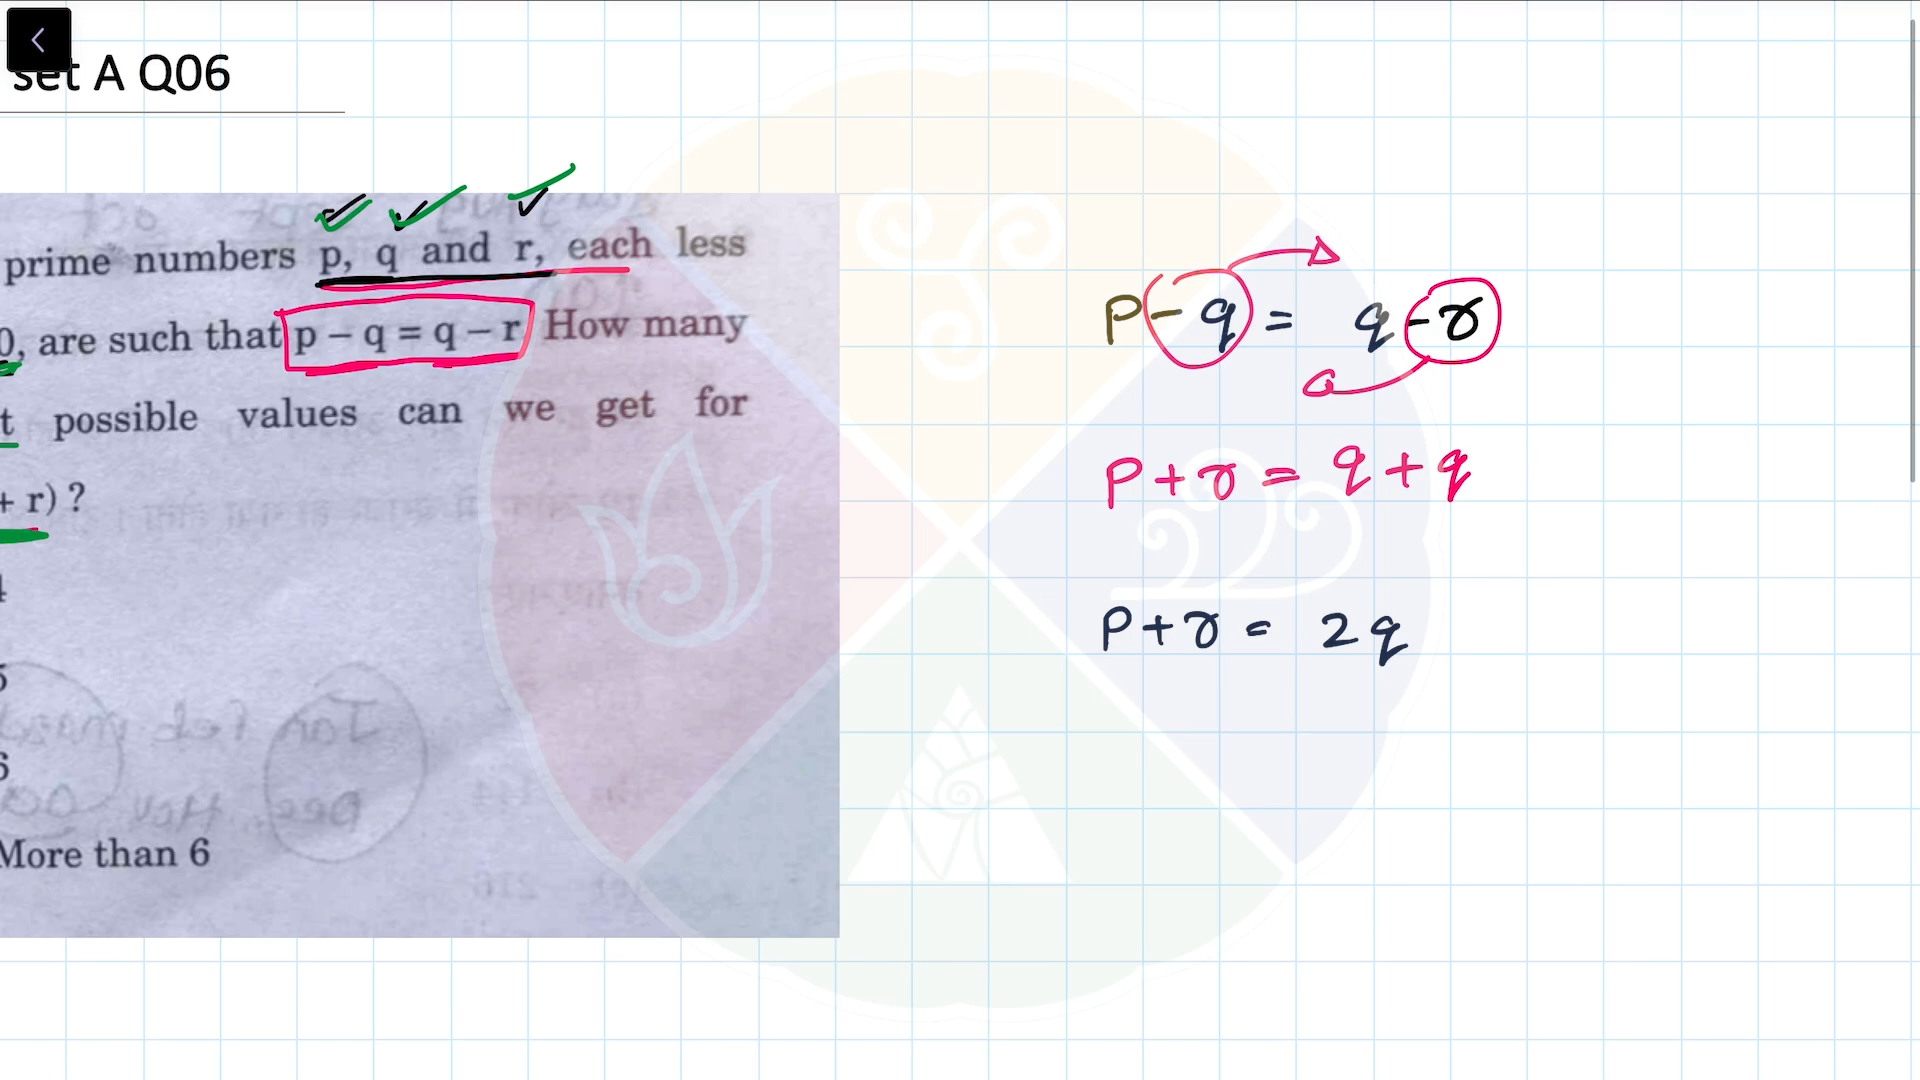 set A Q06
prime numbers p, q and r, each less
0, are such that p – q = q – r. How many
t possible values can we get for
+ r) ?
6
More than 6
p - q = q - r
p + r = q + q
p + r = 2q